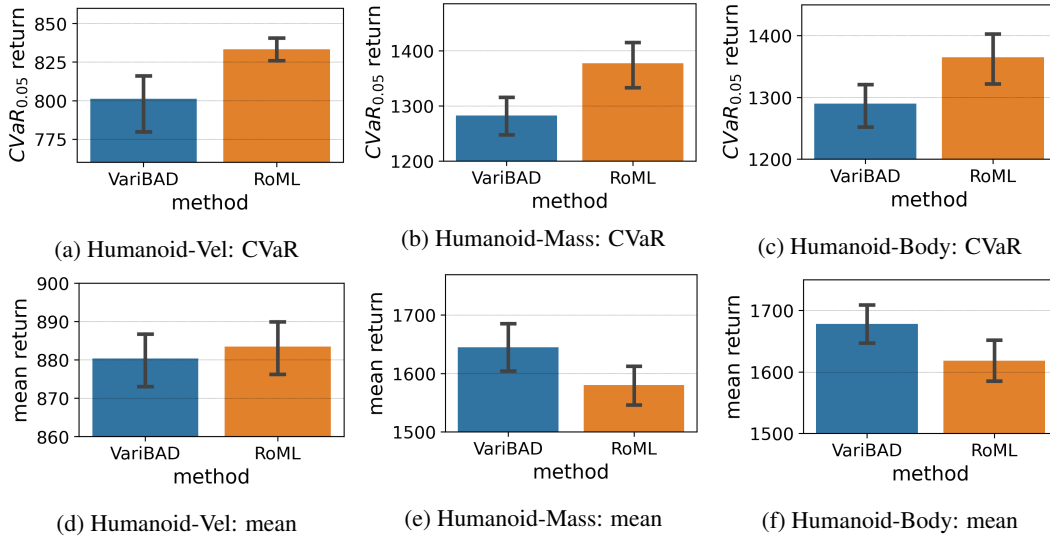 CVaR0.05 return
850
825
800
775
VariBAD RoML
method
(a) Humanoid-Vel: CVaR
CVaR0.05 return
1400
1300
1200
VariBAD RoML
method
(b) Humanoid-Mass: CVaR
CVaR0.05 return
1400
1300
1200
VariBAD RoML
method
(c) Humanoid-Body: CVaR
mean return
900
890
880
870
860
VariBAD RoML
method
(d) Humanoid-Vel: mean
mean return
1700
1600
1500
VariBAD RoML
method
(e) Humanoid-Mass: mean
mean return
1700
1600
1500
VariBAD RoML
method
(f) Humanoid-Body: mean